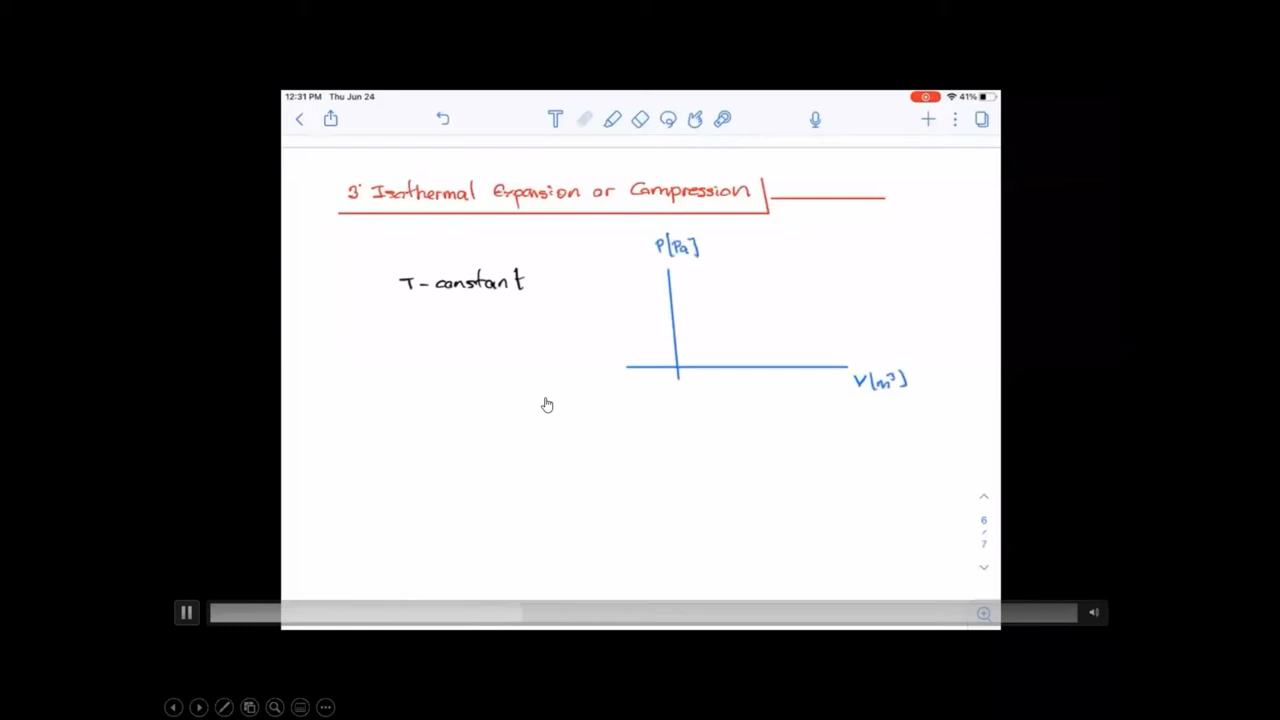 12:31 PM Thu Jun 24
41%
3. Isothermal Expansion or Compression
P[Pa]
T - constant
V[m³]
6
/
7